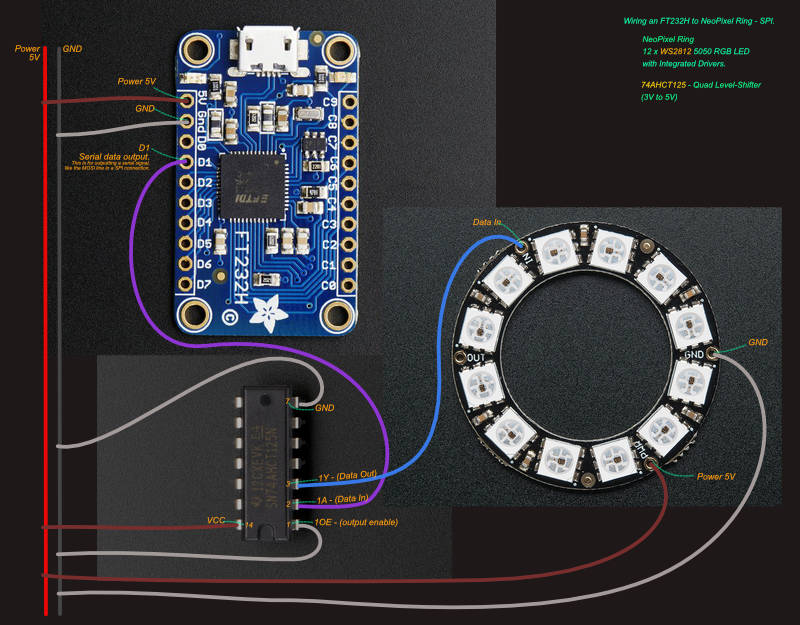 Wiring an FT232H to NeoPixel Ring - SPI.
NeoPixel Ring
12 x WS2812 5050 RGB LED
with Integrated Drivers.
74AHCT125 - Quad Level-Shifter
(3V to 5V)
Power
5V
GND
Power 5V
GND
D1
Serial data output.
This is for outputting a serial signal,
like the MOSI line in a SPI connection.
5V
Gnd
D0
D1
D2
D3
D4
D5
D6
D7
C9
C8
C7
C6
C5
C4
C3
C2
C1
C0
FTDI
FT232H
©
Data In
IN
OUT
GND
GND
Power 5V
7
GND
3
1Y - (Data Out)
2
1A - (Data In)
1
1OE - (output enable)
VCC
14
SN74AHCT125N